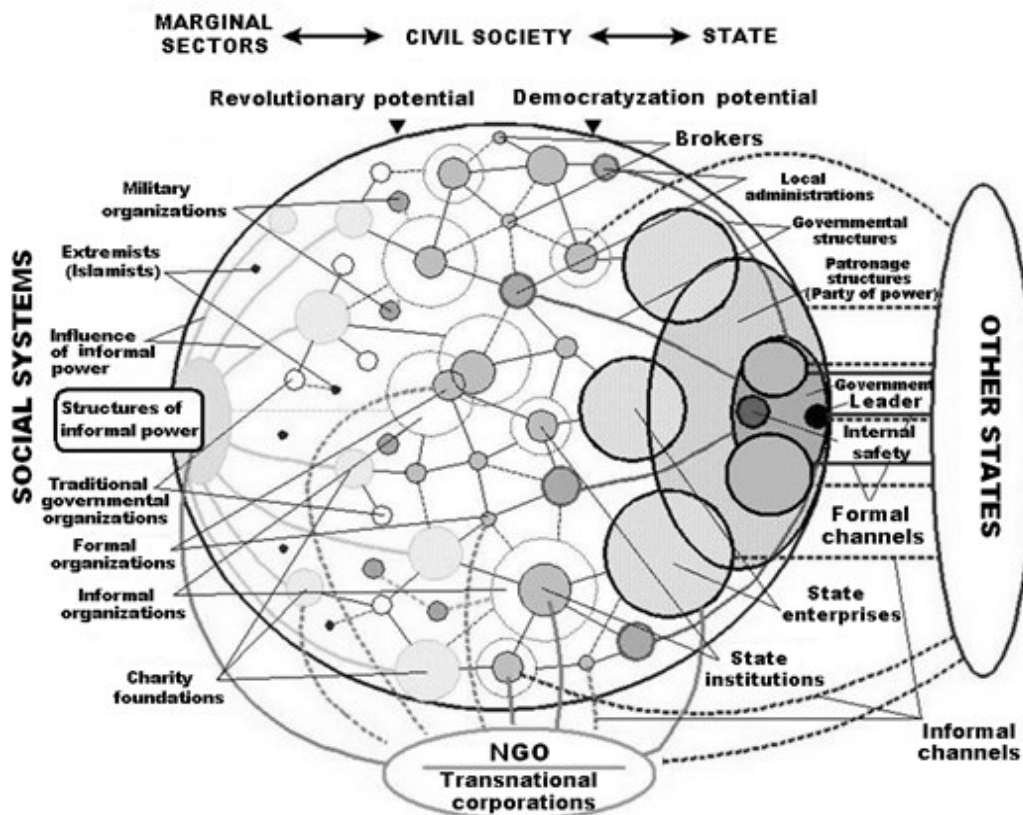 MARGINAL
SECTORS
CIVIL SOCIETY
STATE
Revolutionary potential
Democratyzation potential
Brokers
Military
organizations
Local
administrations
Extremists
(Islamists)
Governmental
structures
Influence
of informal
power
Patronage
structures
(Party of power)
SOCIAL SYSTEMS
Structures of
informal power
Government
Leader
Internal
safety
OTHER STATES
Traditional
governmental
organizations
Formal
channels
Formal
organizations
Informal
organizations
State
enterprises
Charity
foundations
State
institutions
Informal
channels
NGO
Transnational
corporations